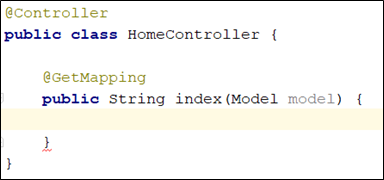 @Controller
public class HomeController {
@GetMapping
public String index(Model model) {
}
}